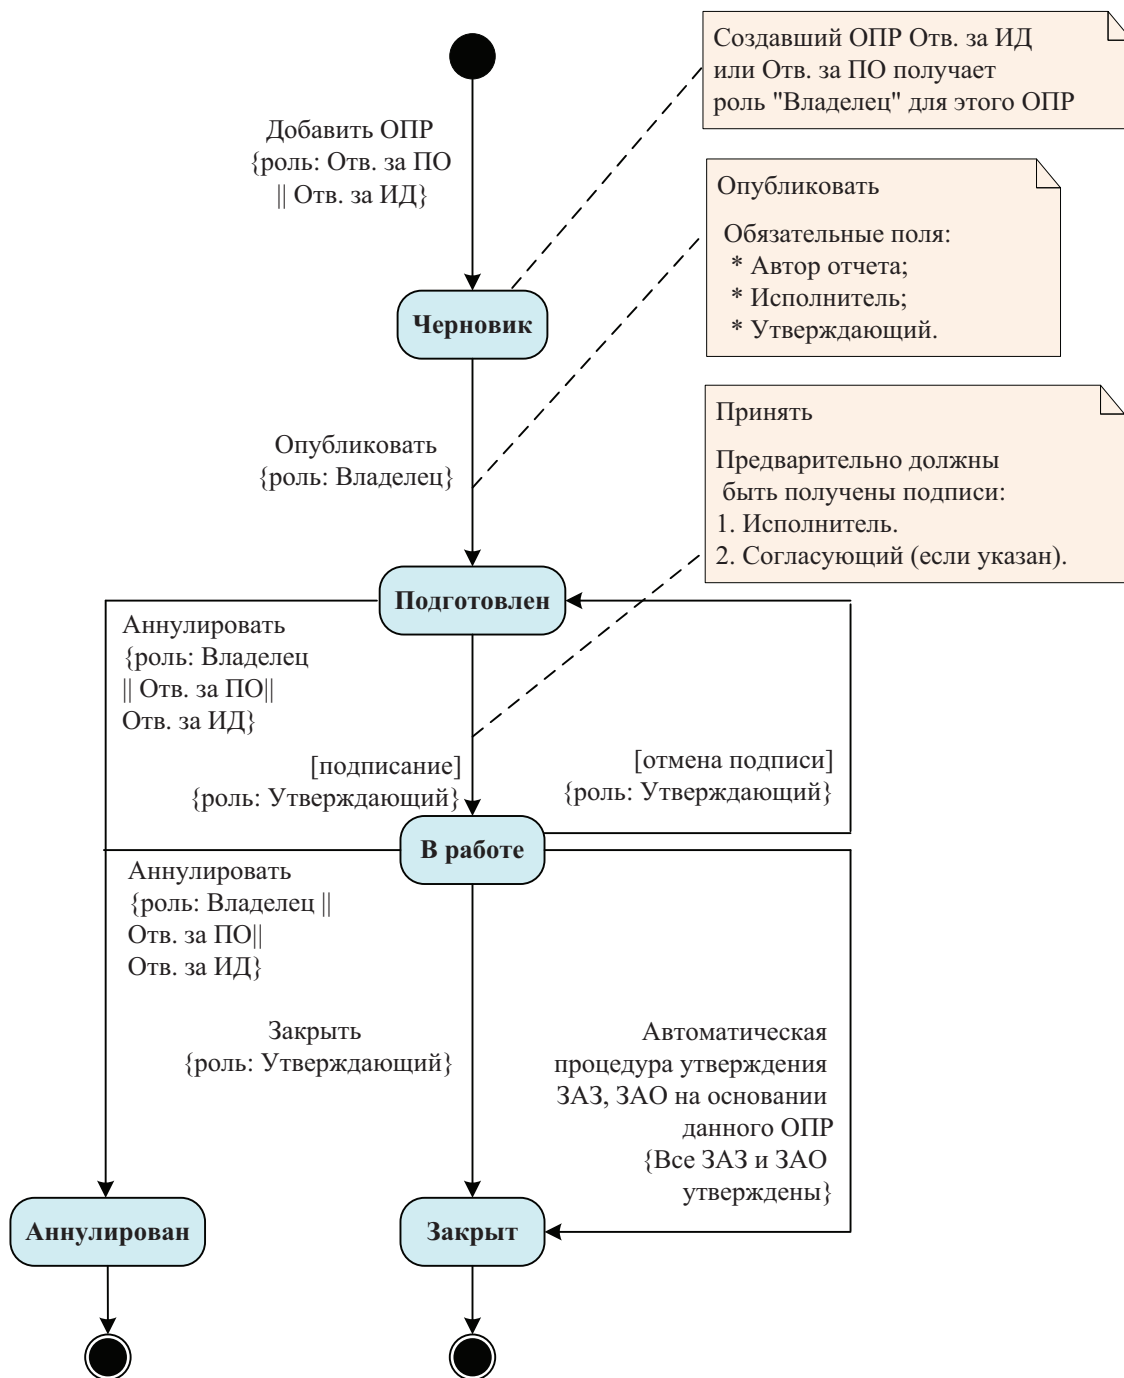 Создавший ОПР Отв. за ИД
или Отв. за ПО получает
роль "Владелец" для этого ОПР
Добавить ОПР
{роль: Отв. за ПО
|| Отв. за ИД}
Опубликовать
Обязательные поля:
* Автор отчета;
* Исполнитель;
* Утверждающий.
Черновик
Принять
Предварительно должны
быть получены подписи:
1. Исполнитель.
2. Согласующий (если указан).
Опубликовать
{роль: Владелец}
Подготовлен
Аннулировать
{роль: Владелец
|| Отв. за ПО||
Отв. за ИД}
[подписание]
{роль: Утверждающий}
[отмена подписи]
{роль: Утверждающий}
В работе
Аннулировать
{роль: Владелец ||
Отв. за ПО||
Отв. за ИД}
Закрыть
{роль: Утверждающий}
Автоматическая
процедура утверждения
ЗАЗ, ЗАО на основании
данного ОПР
{Все ЗАЗ и ЗАО
утверждены}
Аннулирован
Закрыт